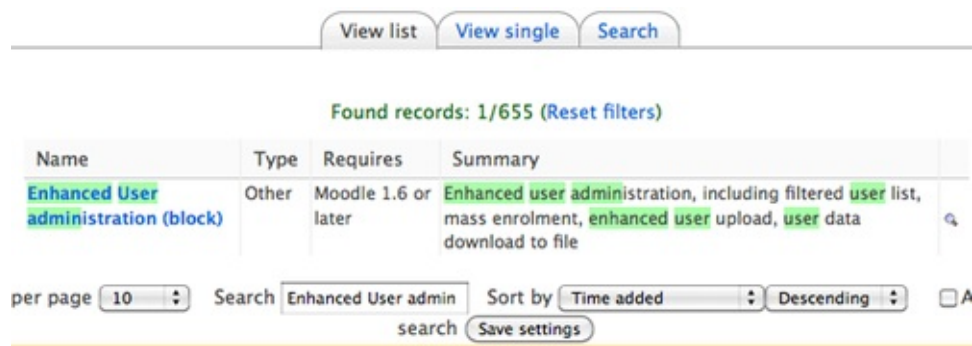 View list View single Search
Found records: 1/655 (Reset filters)
Name Type Requires Summary
Enhanced User administration (block) Other Moodle 1.6 or later Enhanced user administration, including filtered user list,
mass enrolment, enhanced user upload, user data
download to file
per page 10 Search Enhanced User admin Sort by Time added Descending A
search Save settings